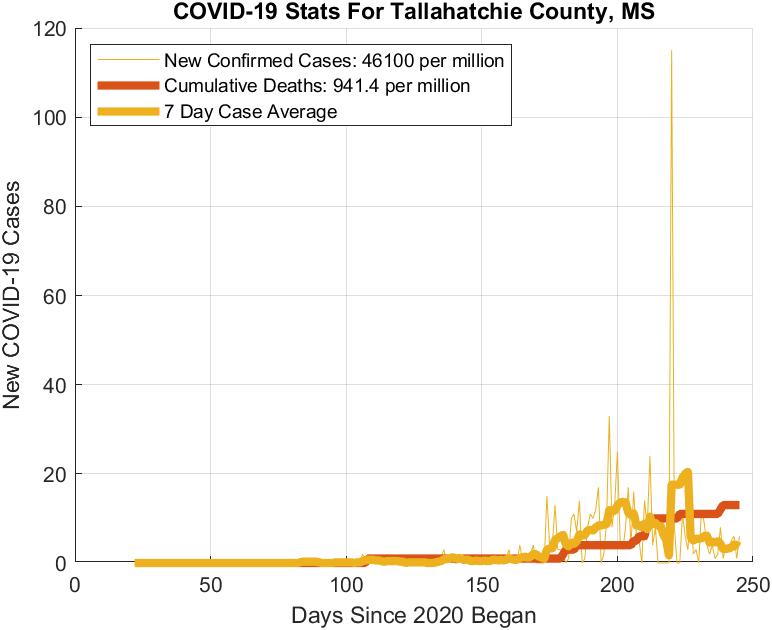 COVID-19 Stats For Tallahatchie County, MS
New Confirmed Cases: 46100 per million
Cumulative Deaths: 941.4 per million
7 Day Case Average
New COVID-19 Cases
120
100
80
60
40
20
0
0 50 100 150 200 250
Days Since 2020 Began